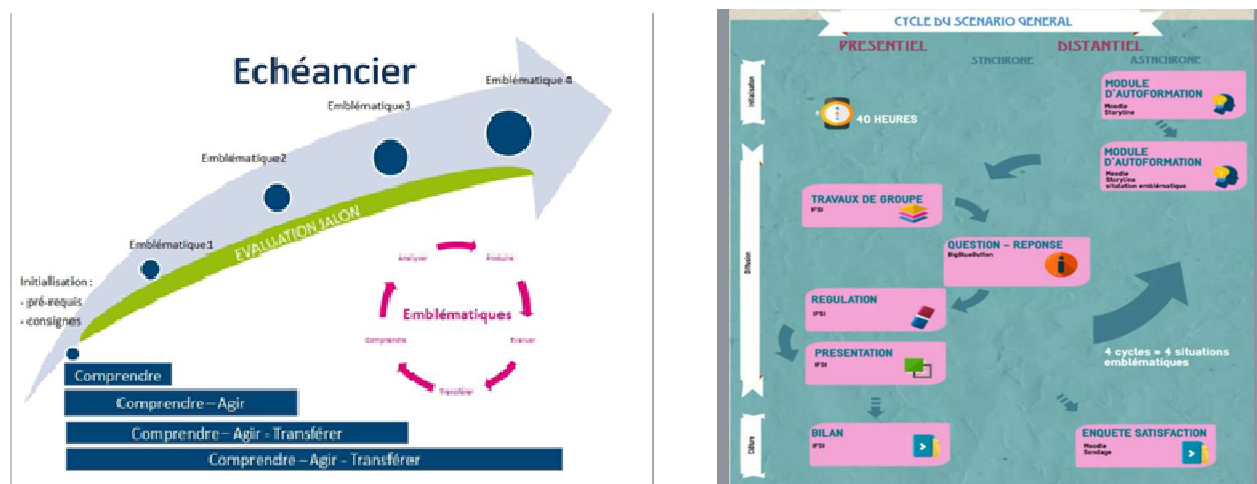 Echéancier
Emblématique 4
Emblématique3
Emblématique2
Emblématique1
EVALUATION JALON
Initiallisation :
- pré-requis
- consignes
Analyser
Produire
Emblématiques
Comprendre
Evaluer
Transférer
Comprendre
Comprendre – Agir
Comprendre – Agir - Transférer
Comprendre – Agir - Transférer
CYCLE DU SCENARIO GENERAL
PRESENTIEL
DISTANTIEL
SYNCHRONE
ASYNCHRONE
Initialisation
MODULE
D'AUTOFORMATION
Moodle
Storyline
40 HEURES
MODULE
D'AUTOFORMATION
Moodle
Storyline
situtation emblématique
TRAVAUX DE GROUPE
IFSI
Diffusion
QUESTION - REPONSE
BigBlueButton
REGULATION
IFSI
PRESENTATION
IFSI
4 cycles = 4 situations
emblématiques
Clôture
BILAN
IFSI
ENQUETE SATISFACTION
Moodle
Sondage